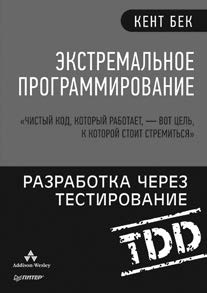 КЕНТ БЕК
ЭКСТРЕМАЛЬНОЕ
ПРОГРАММИРОВАНИЕ
«ЧИСТЫЙ КОД, КОТОРЫЙ РАБОТАЕТ, — ВОТ ЦЕЛЬ,
К КОТОРОЙ СТОИТ СТРЕМИТЬСЯ»
РАЗРАБОТКА ЧЕРЕЗ
ТЕСТИРОВАНИЕ
TDD
Addison-Wesley
ПИТЕР